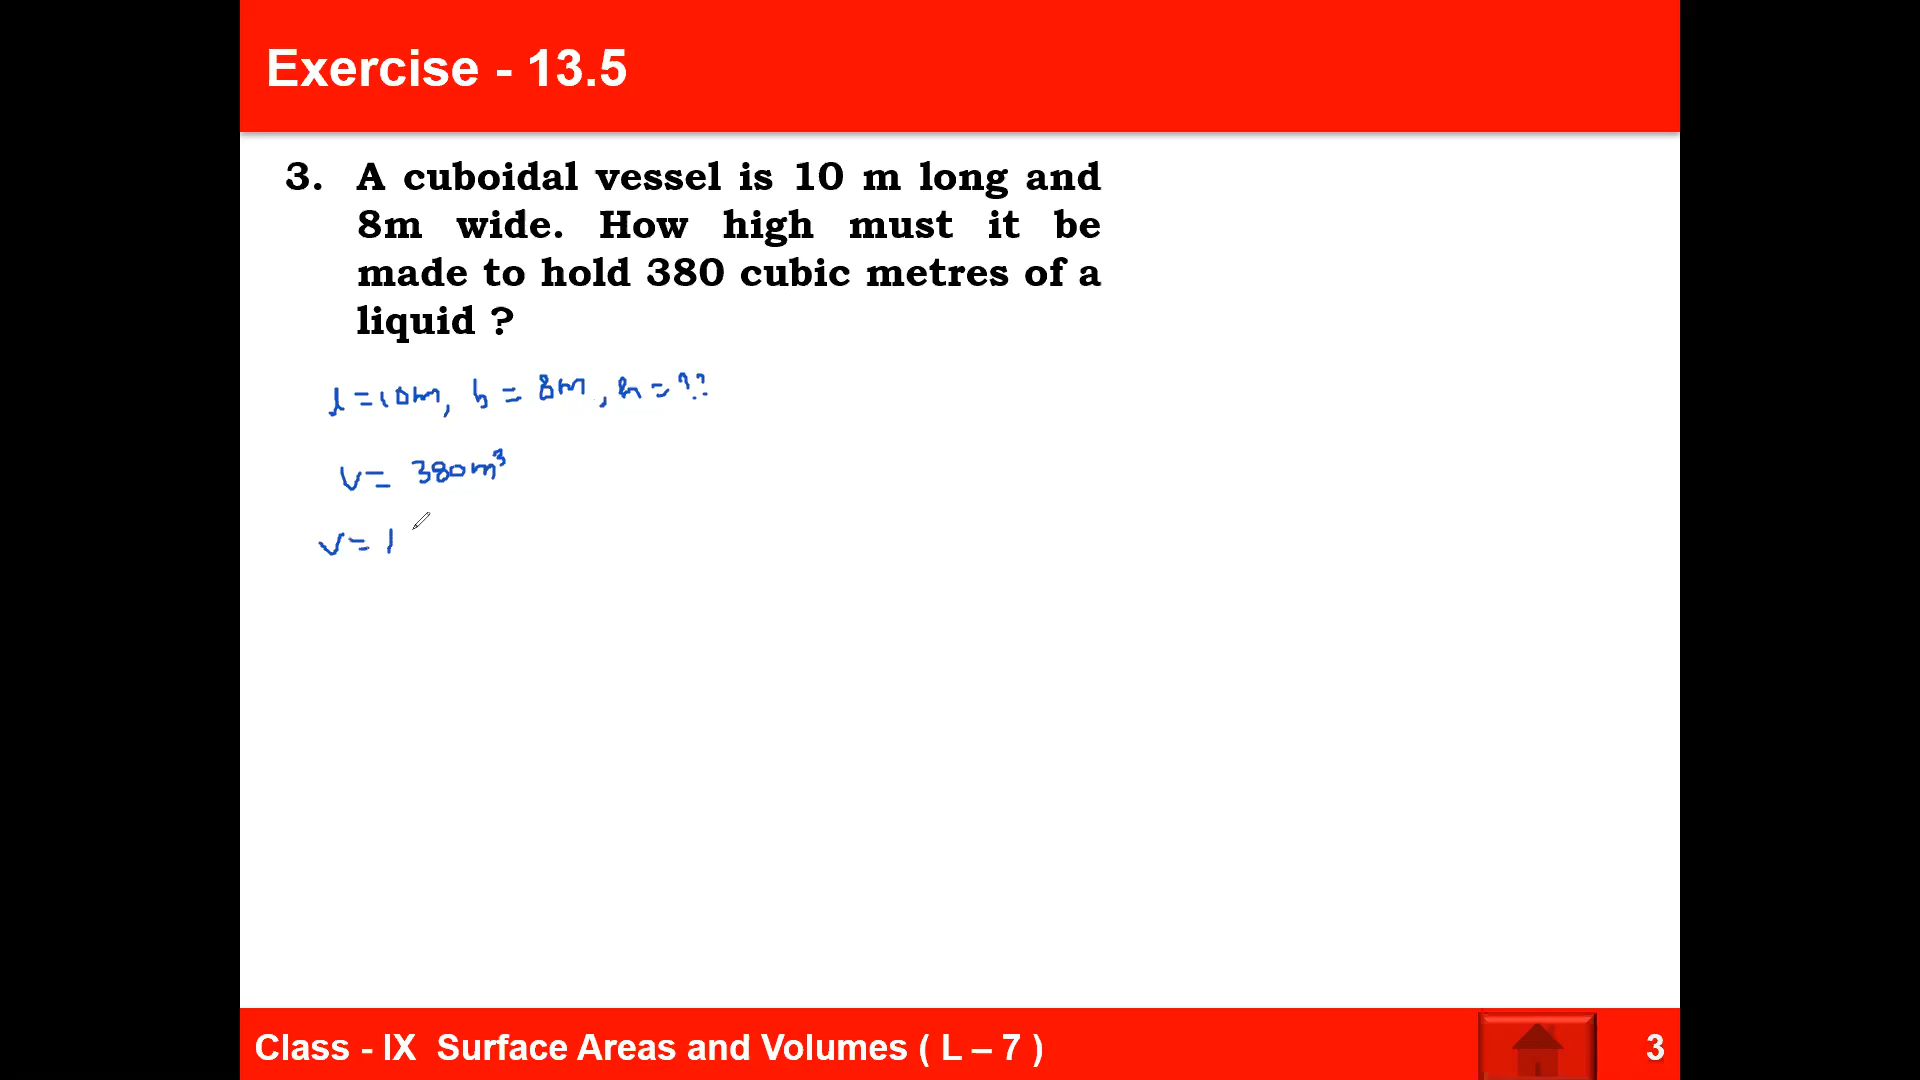 Exercise - 13.5
3. A cuboidal vessel is 10 m long and
8m wide. How high must it be
made to hold 380 cubic metres of a
liquid ?
l = 10m, b = 8m, h = ??
V = 380m³
V = l
Class - IX Surface Areas and Volumes ( L – 7 )
3